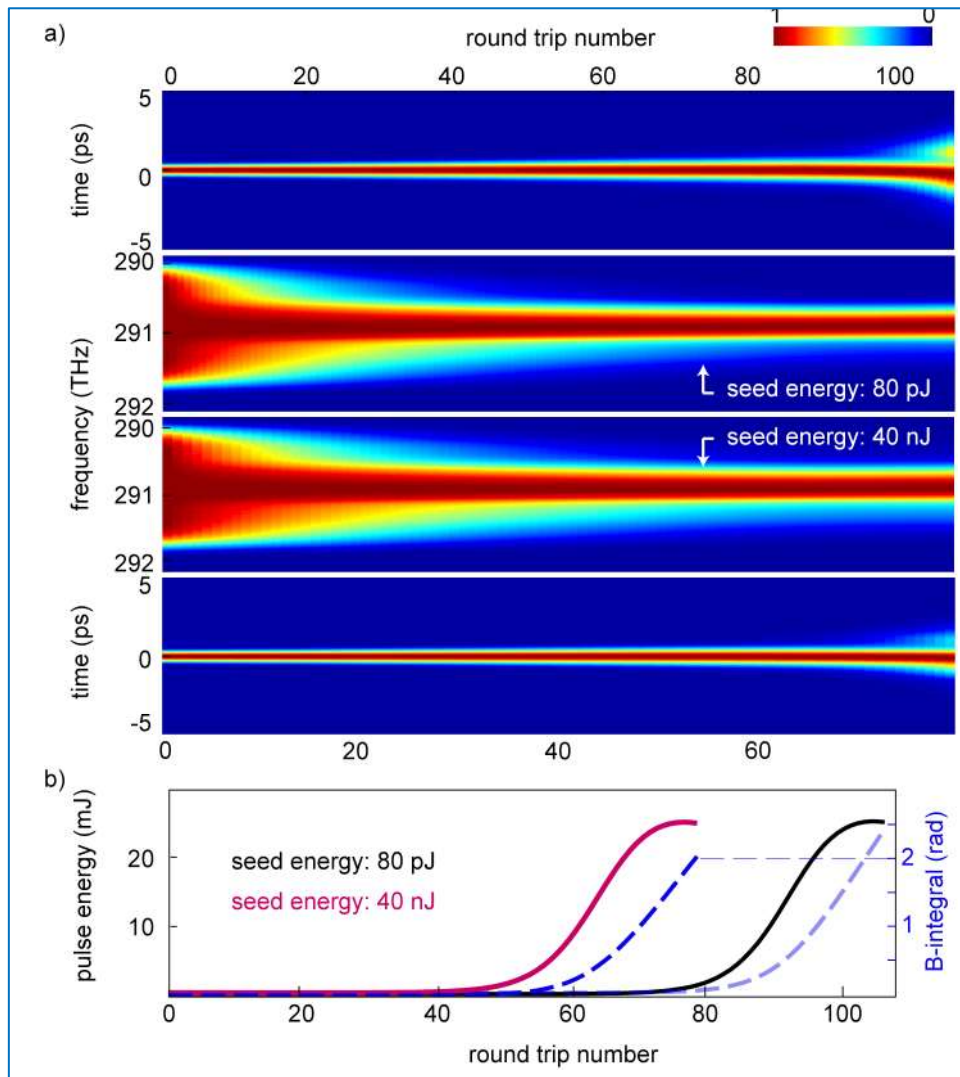 a)
round trip number
1 0
0 20 40 60 80 100
5
time (ps)
0
-5
290
291
292
seed energy: 80 pJ
frequency (THz)
290
seed energy: 40 nJ
291
292
5
time (ps)
0
-5
0 20 40 60
b)
pulse energy (mJ)
20
10
seed energy: 80 pJ
seed energy: 40 nJ
2
1
B-integral (rad)
0 20 40 60 80 100
round trip number